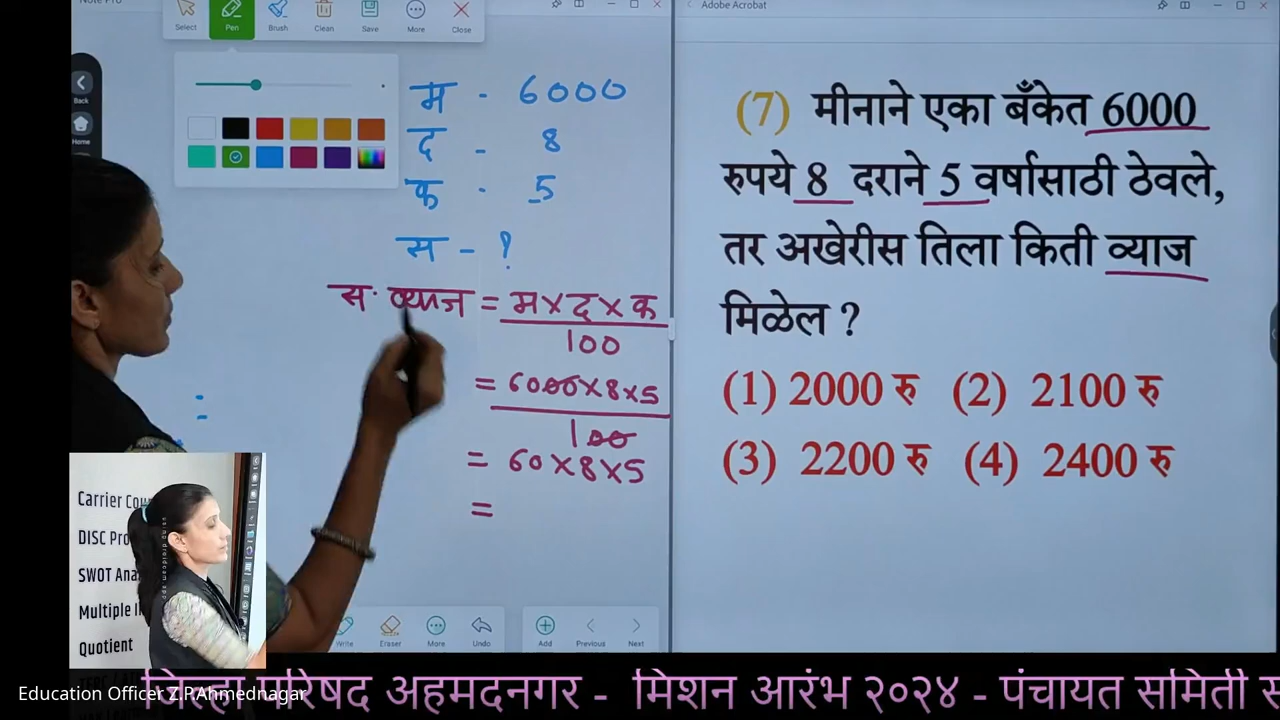 Note Pro
Adobe Acrobat
Select Pen Brush Clean Save More Close
Back
Home
म - 6000
द - 8
क - 5
स - ?
स. व्याज = म×द×क
100
= 6000×8×5
100
= 60×8×5
=
(7) मीनाने एका बँकेत 6000
रुपये 8 दराने 5 वर्षासाठी ठेवले,
तर अखेरीस तिला किती व्याज
मिळेल ?
(1) 2000 रु (2) 2100 रु
(3) 2200 रु (4) 2400 रु
Write Eraser More Undo Add Previous Next
Carrier
DISC
SWOT
Multiple
Quotient
जिल्हा परिषद अहमदनगर - मिशन आरंभ २०२४ - पंचायत समिती
Education Officer Z.P.Ahmednagar